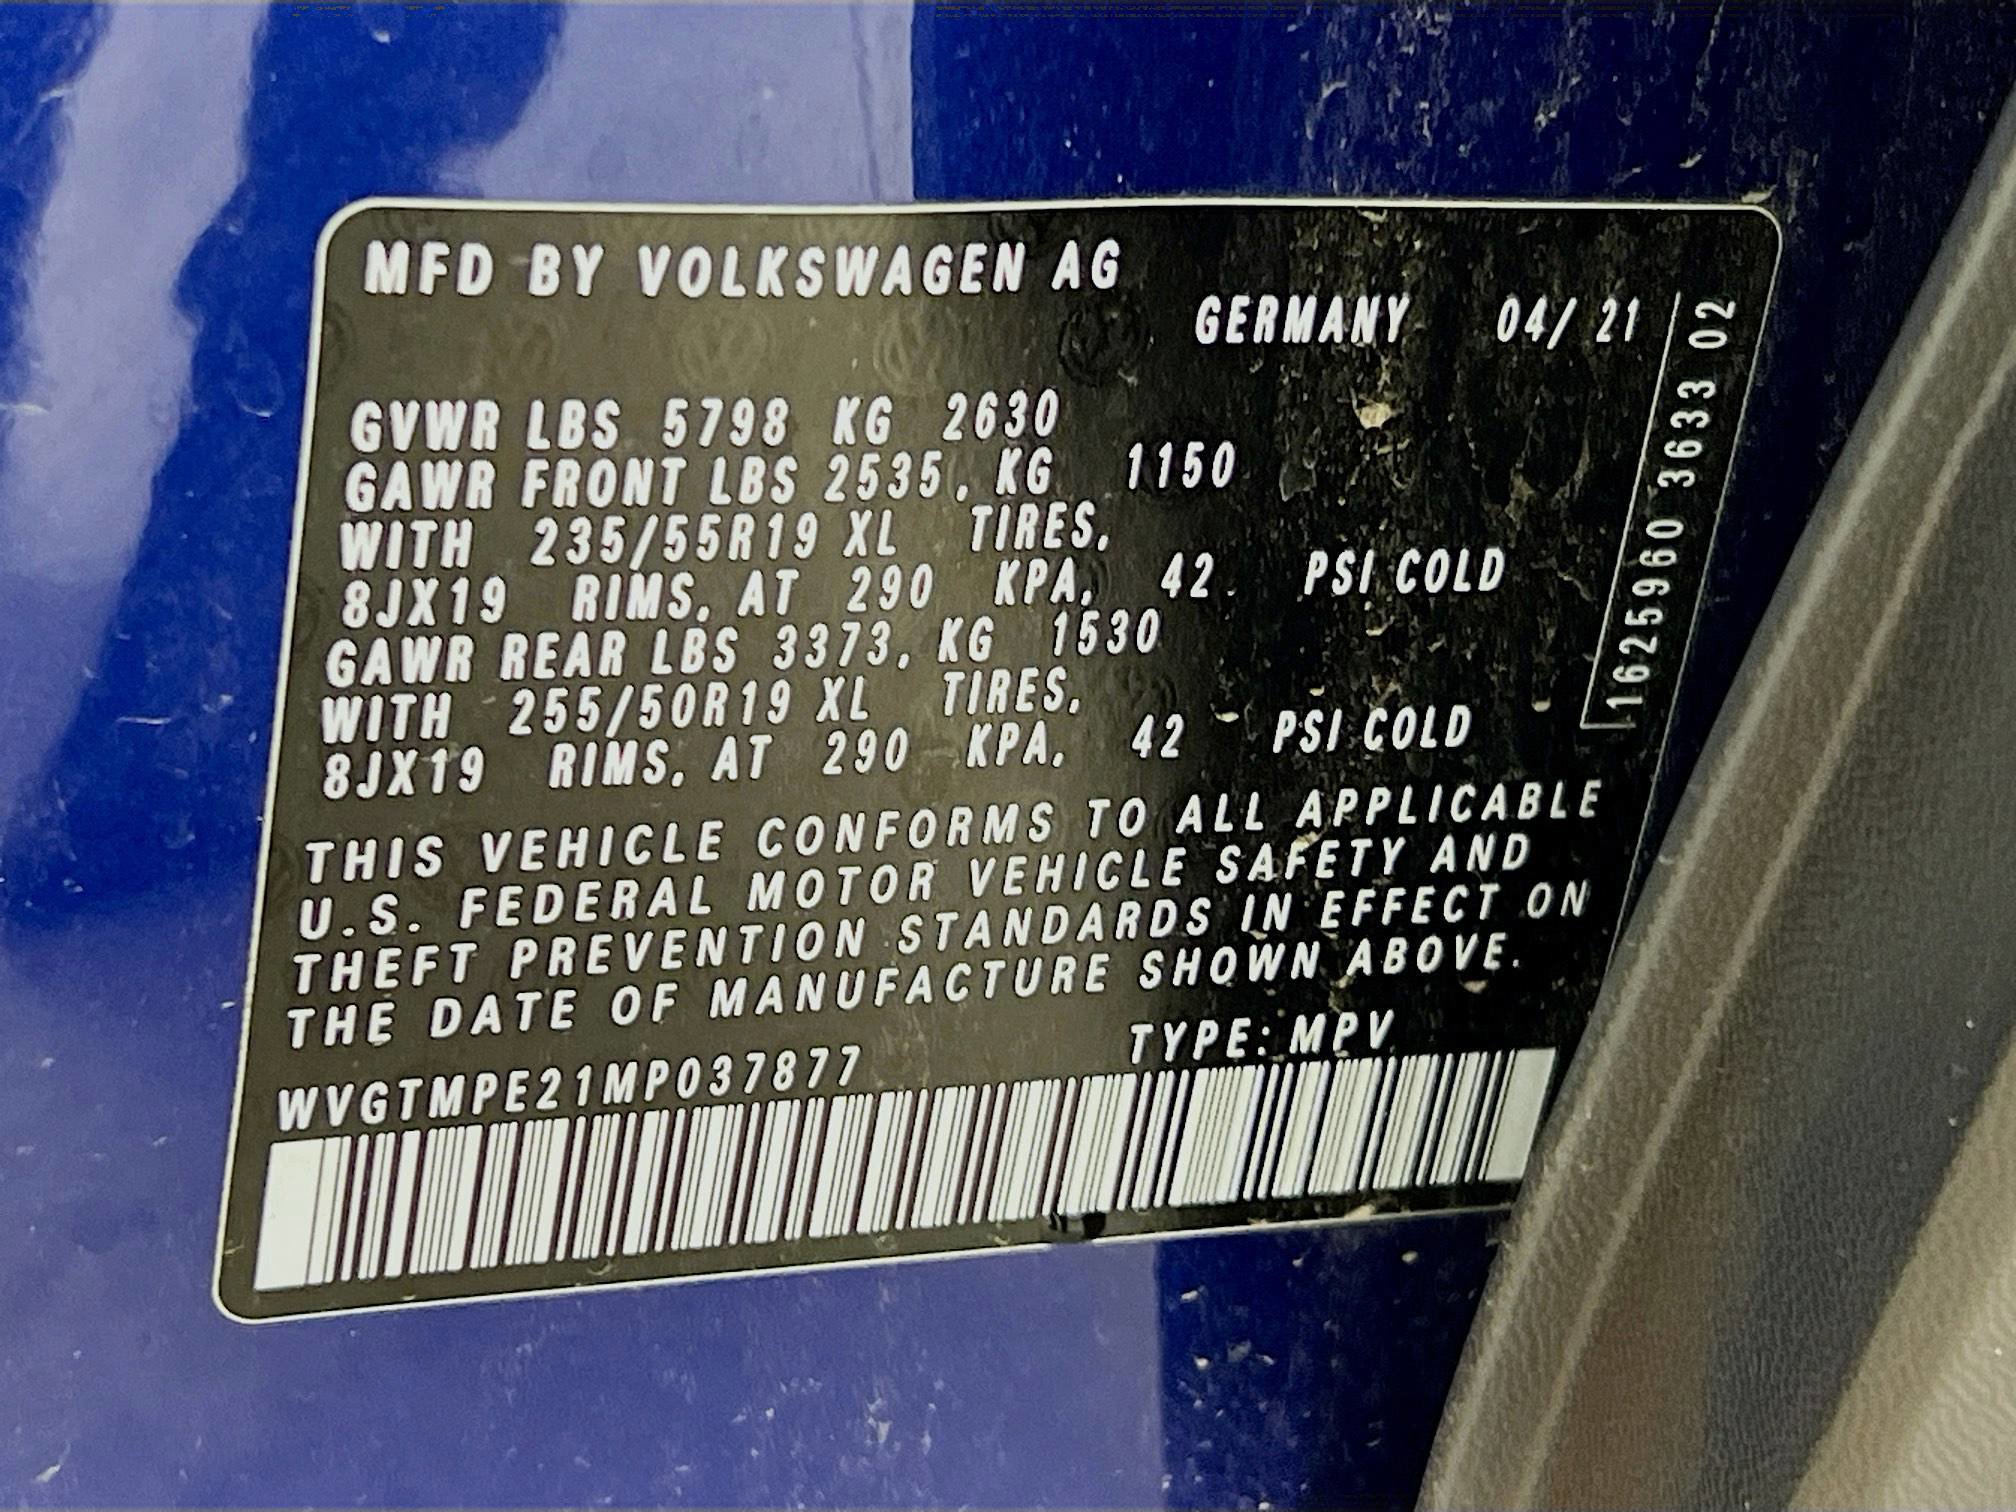 MFD BY VOLKSWAGEN AG
GERMANY 04/ 21
GVWR LBS 5798 KG 2630
GAWR FRONT LBS 2535, KG 1150
WITH 235/55R19 XL TIRES,
8JX19 RIMS, AT 290 KPA, 42 PSI COLD
GAWR REAR LBS 3373, KG 1530
WITH 255/50R19 XL TIRES,
8JX19 RIMS, AT 290 KPA, 42 PSI COLD
THIS VEHICLE CONFORMS TO ALL APPLICABLE
U.S. FEDERAL MOTOR VEHICLE SAFETY AND
THEFT PREVENTION STANDARDS IN EFFECT ON
THE DATE OF MANUFACTURE SHOWN ABOVE.
WVGTMPE21MP037877 TYPE: MPV
1625960 3633 02